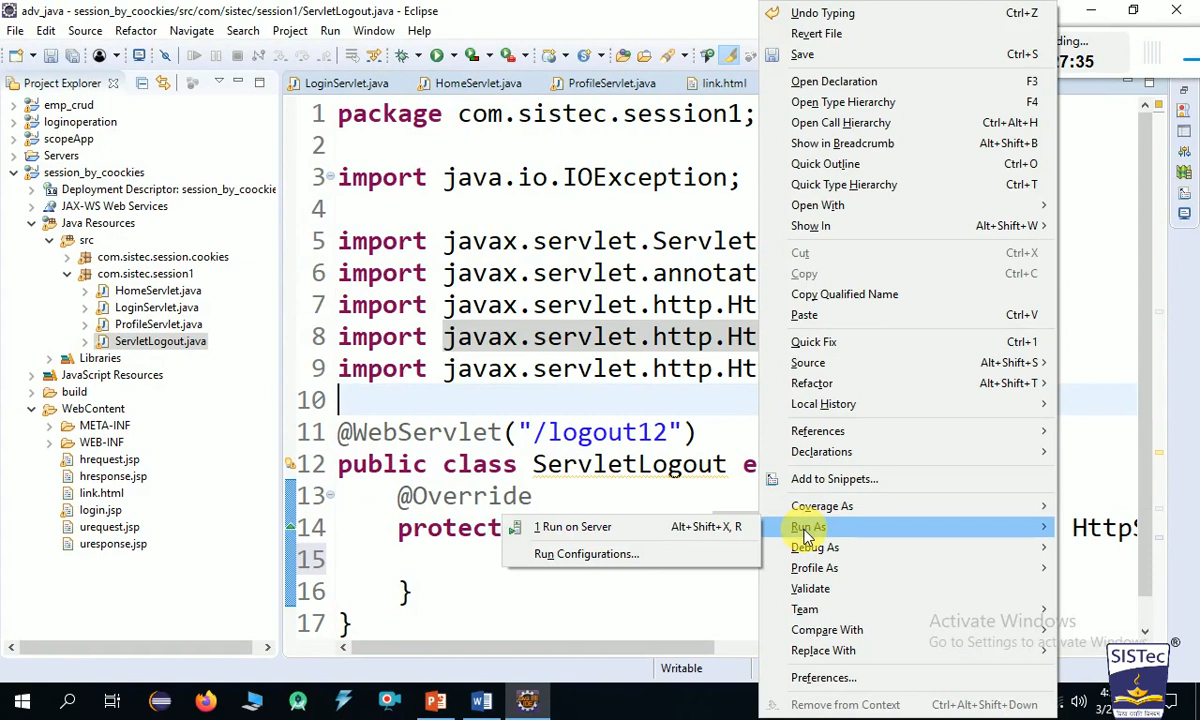 adv_java - session_by_coockies/src/com/sistec/session1/ServletLogout.java - Eclipse
File Edit Source Refactor Navigate Search Project Run Window Help
Project Explorer
emp_crud
loginoperation
scopeApp
Servers
session_by_coockies
Deployment Descriptor: session_by_coockie
JAX-WS Web Services
Java Resources
src
com.sistec.session.cookies
com.sistec.session1
HomeServlet.java
LoginServlet.java
ProfileServlet.java
ServletLogout.java
Libraries
JavaScript Resources
build
WebContent
META-INF
WEB-INF
hrequest.jsp
hresponse.jsp
link.html
login.jsp
urequest.jsp
uresponse.jsp
LoginServlet.java HomeServlet.java ProfileServlet.java link.html
1 package com.sistec.session1;
2
3 import java.io.IOException;
4
5 import javax.servlet.Servlet
6 import javax.servlet.annotat
7 import javax.servlet.http.Ht
8 import javax.servlet.http.Ht
9 import javax.servlet.http.Ht
10
11 @WebServlet("/logout12")
12 public class ServletLogout e
13 @Override
14 protect HttpS
15
16 }
17 }
Writable
1 Run on Server Alt+Shift+X, R
Run Configurations...
Undo Typing Ctrl+Z
Revert File
Save Ctrl+S
Open Declaration F3
Open Type Hierarchy F4
Open Call Hierarchy Ctrl+Alt+H
Show in Breadcrumb Alt+Shift+B
Quick Outline Ctrl+O
Quick Type Hierarchy Ctrl+T
Open With
Show In Alt+Shift+W
Cut Ctrl+X
Copy Ctrl+C
Copy Qualified Name
Paste Ctrl+V
Quick Fix Ctrl+1
Source Alt+Shift+S
Refactor Alt+Shift+T
Local History
References
Declarations
Add to Snippets...
Coverage As
Run As
Debug As
Profile As
Validate
Team
Compare With
Replace With
Preferences...
Remove from Context Ctrl+Alt+Shift+Down
ding...
7:35
Activate Windows
Go to Settings to activate Windows.
SISTec
®